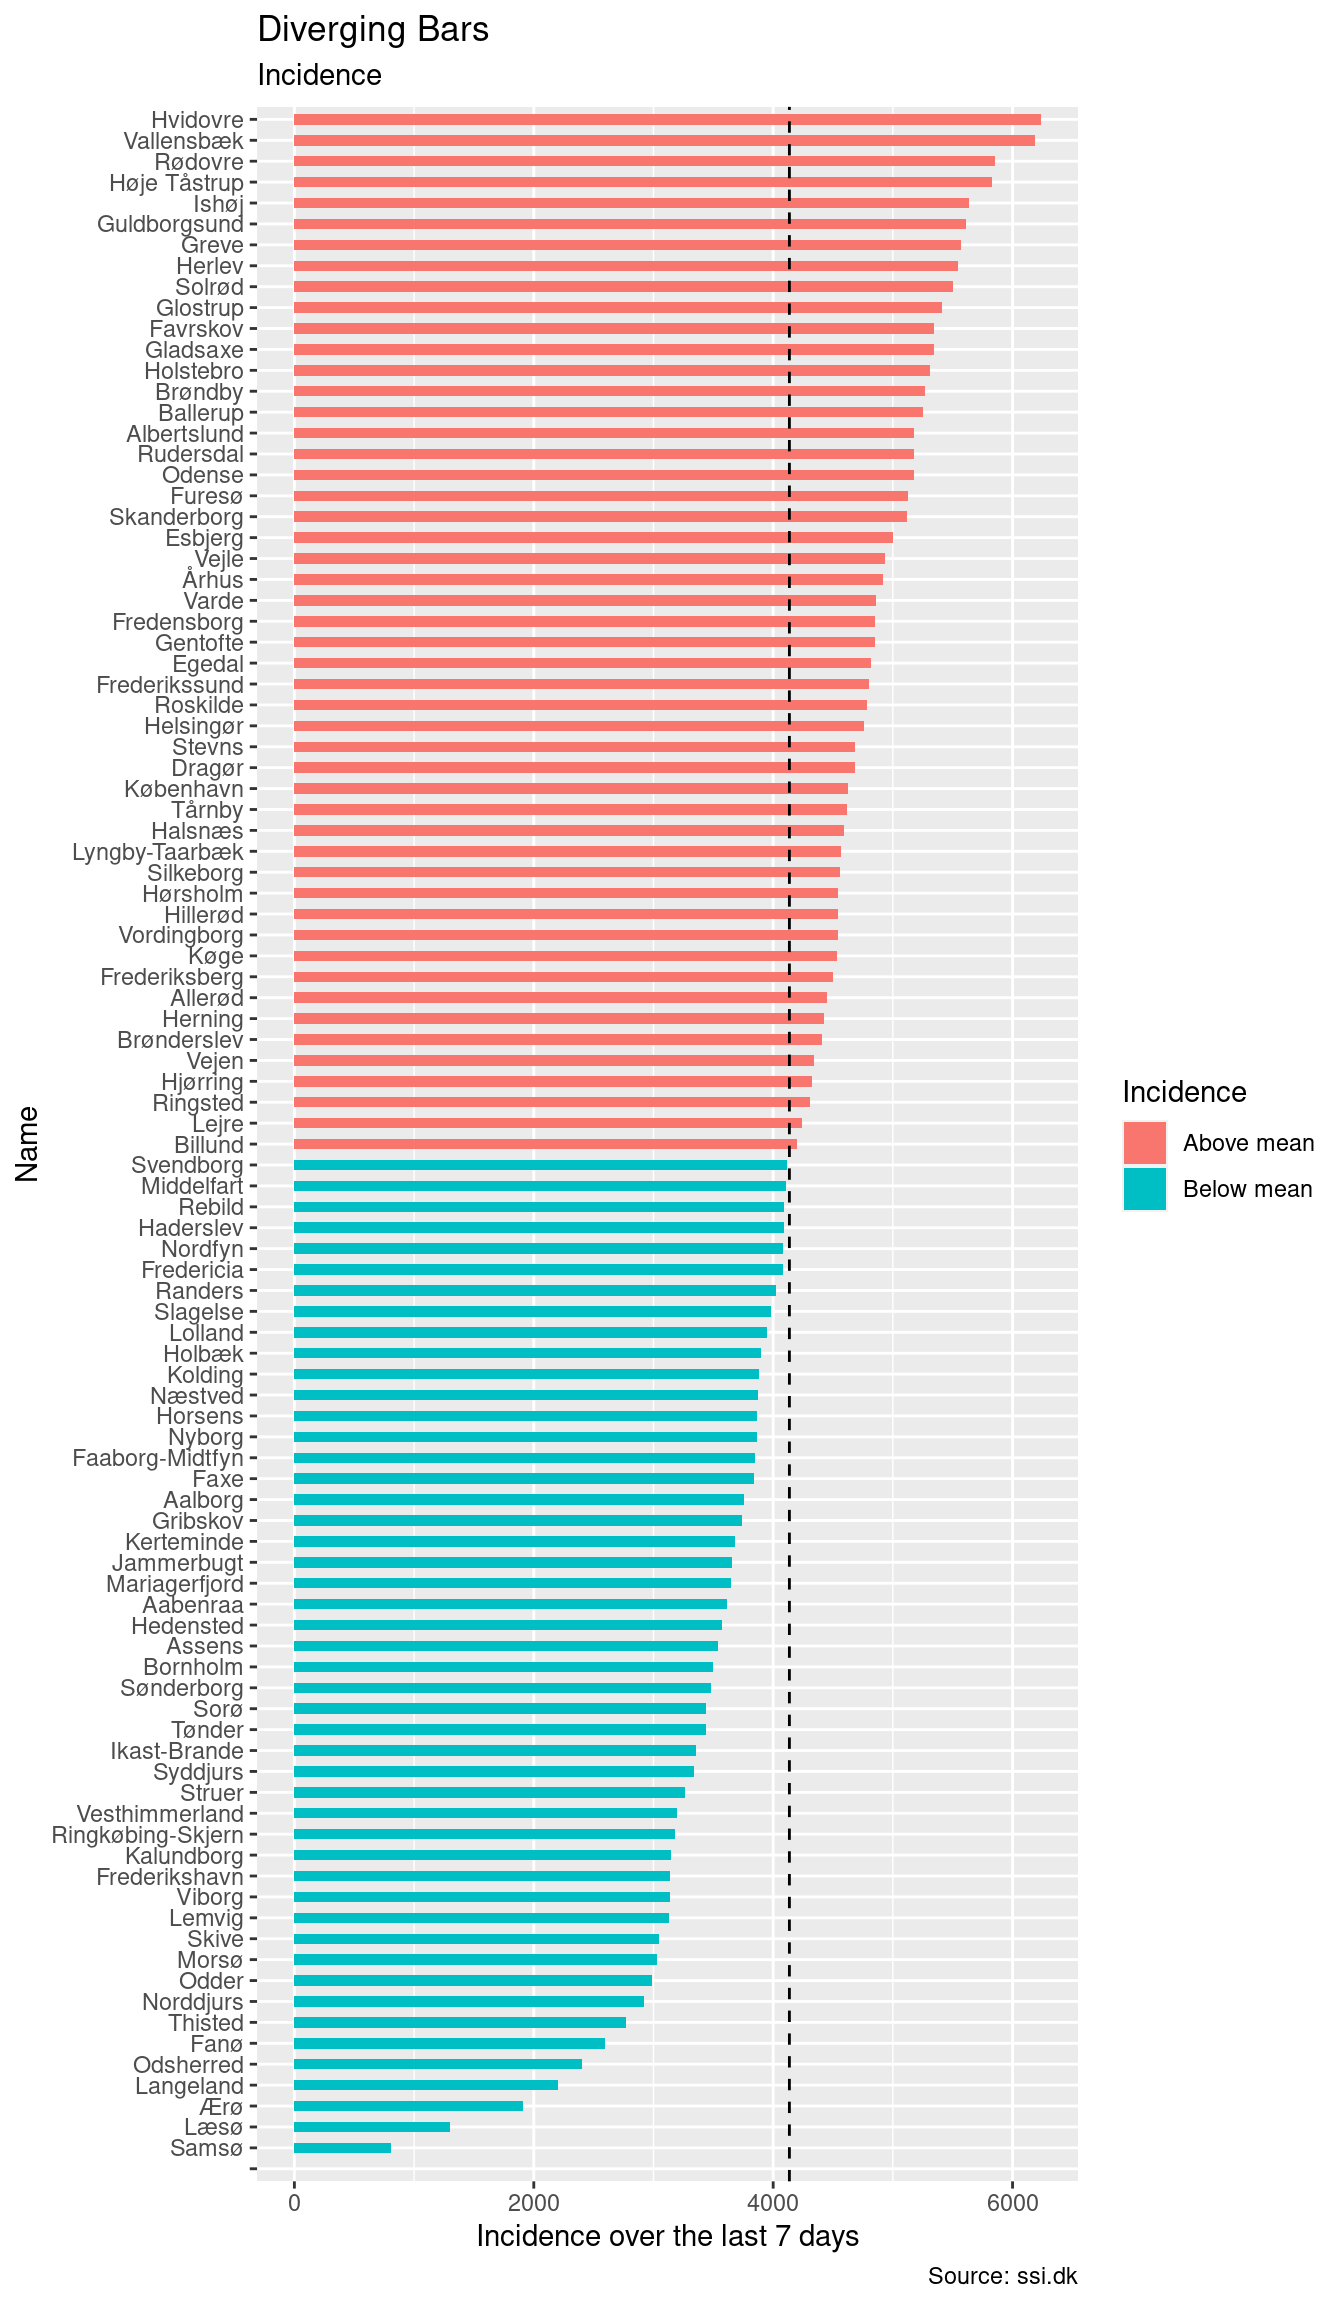 Diverging Bars
Incidence
Hvidovre
Vallensbæk
Rødovre
Høje Tåstrup
Ishøj
Guldborgsund
Greve
Herlev
Solrød
Glostrup
Favrskov
Gladsaxe
Holstebro
Brøndby
Ballerup
Albertslund
Rudersdal
Odense
Furesø
Skanderborg
Esbjerg
Vejle
Århus
Varde
Fredensborg
Gentofte
Egedal
Frederikssund
Roskilde
Helsingør
Stevns
Dragør
København
Tårnby
Halsnæs
Lyngby-Taarbæk
Silkeborg
Hørsholm
Hillerød
Vordingborg
Køge
Frederiksberg
Allerød
Herning
Brønderslev
Vejen
Hjørring
Ringsted
Lejre
Billund
Svendborg
Middelfart
Rebild
Haderslev
Nordfyn
Fredericia
Randers
Slagelse
Lolland
Holbæk
Kolding
Næstved
Horsens
Nyborg
Faaborg-Midtfyn
Faxe
Aalborg
Gribskov
Kerteminde
Jammerbugt
Mariagerfjord
Aabenraa
Hedensted
Assens
Bornholm
Sønderborg
Sorø
Tønder
Ikast-Brande
Syddjurs
Struer
Vesthimmerland
Ringkøbing-Skjern
Kalundborg
Frederikshavn
Viborg
Lemvig
Skive
Morsø
Odder
Norddjurs
Thisted
Fanø
Odsherred
Langeland
Ærø
Læsø
Samsø
Name
0 2000 4000 6000
Incidence over the last 7 days
Incidence
Above mean
Below mean
Source: ssi.dk